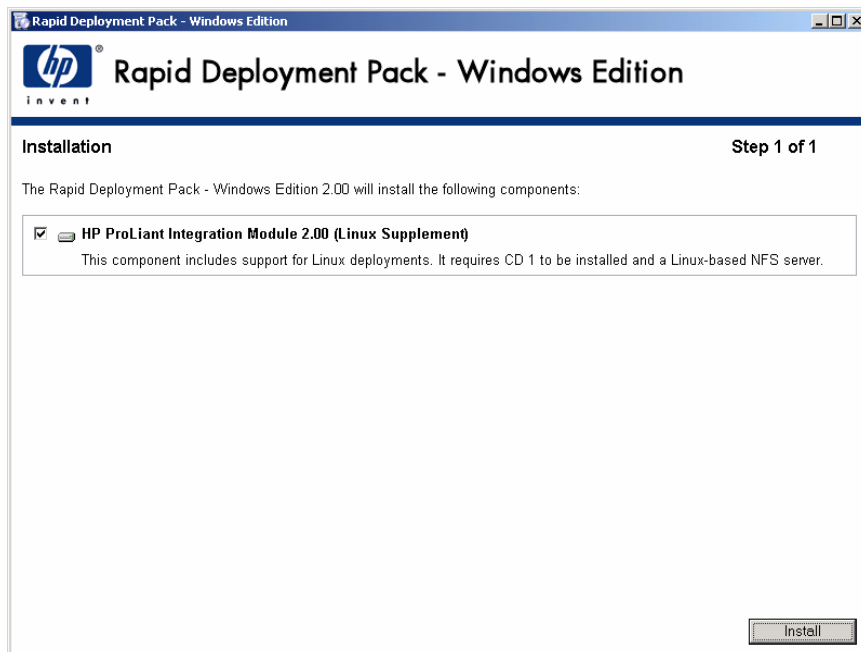 Rapid Deployment Pack - Windows Edition
hp
®
invent
Rapid Deployment Pack - Windows Edition
Installation
Step 1 of 1
The Rapid Deployment Pack - Windows Edition 2.00 will install the following components:
HP ProLiant Integration Module 2.00 (Linux Supplement)
This component includes support for Linux deployments. It requires CD 1 to be installed and a Linux-based NFS server.
Install